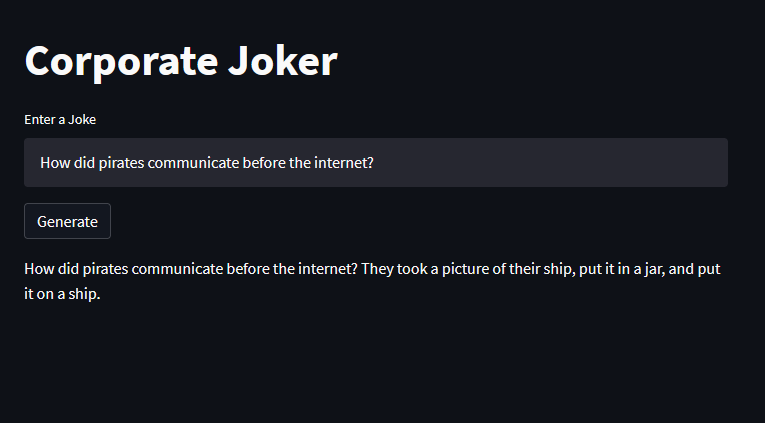 Corporate Joker
Enter a Joke
How did pirates communicate before the internet?
Generate
How did pirates communicate before the internet? They took a picture of their ship, put it in a jar, and put
it on a ship.